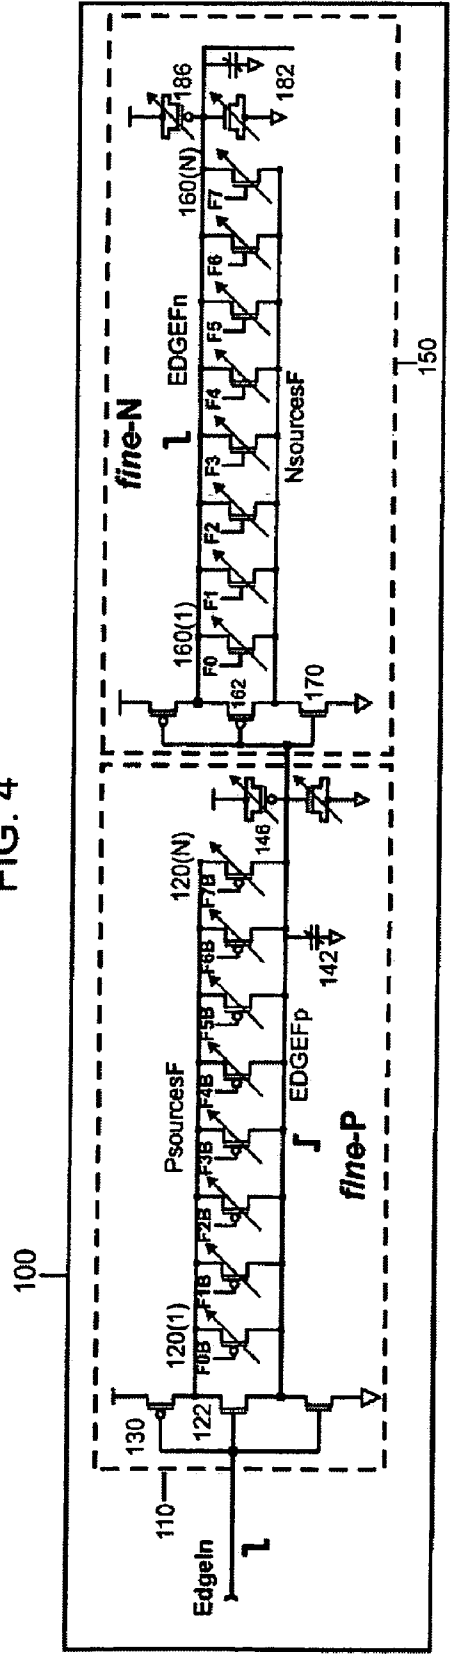 FIG. 4
100
EdgeIn
110
130
122
120(1)
PsourcesF
120(N)
F0B
F1B
F2B
F3B
F4B
F5B
F6B
F7B
146
142
EDGEFp
fine-P
fine-N
160(1)
EDGEFn
160(N)
186
182
F0
F1
F2
F3
F4
F5
F6
F7
162
170
NsourcesF
150